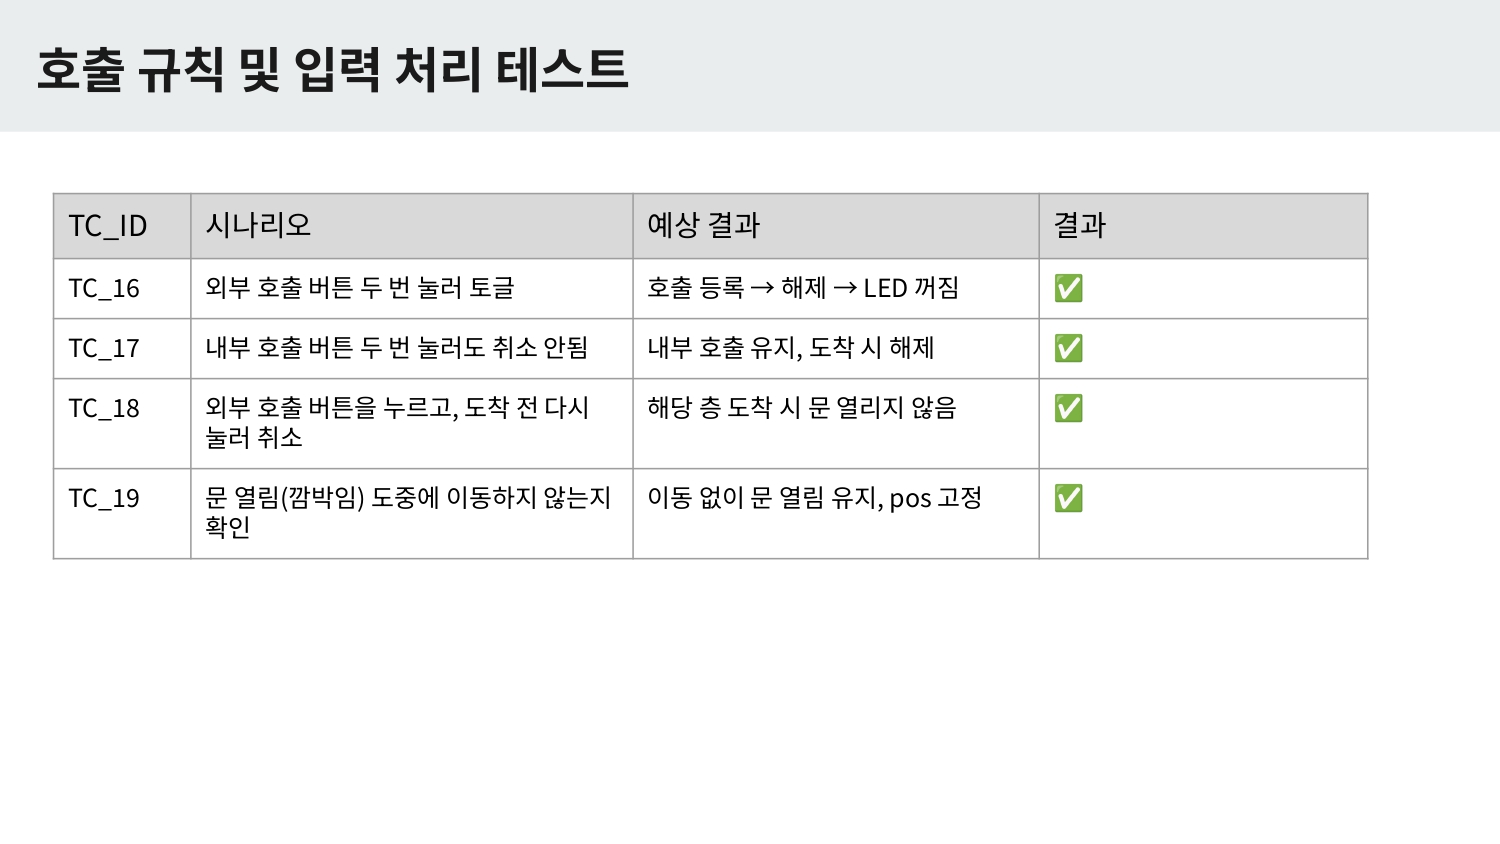 호출 규칙 및 입력 처리 테스트
TC_ID 시나리오 예상 결과 결과
TC_16 외부 호출 버튼 두 번 눌러 토글 호출 등록 → 해제 → LED 꺼짐 ✅
TC_17 내부 호출 버튼 두 번 눌러도 취소 안됨 내부 호출 유지, 도착 시 해제 ✅
TC_18 외부 호출 버튼을 누르고, 도착 전 다시 해당 층 도착 시 문 열리지 않음 ✅
눌러 취소
TC_19 문 열림(깜박임) 도중에 이동하지 않는지 이동 없이 문 열림 유지, pos 고정 ✅
확인